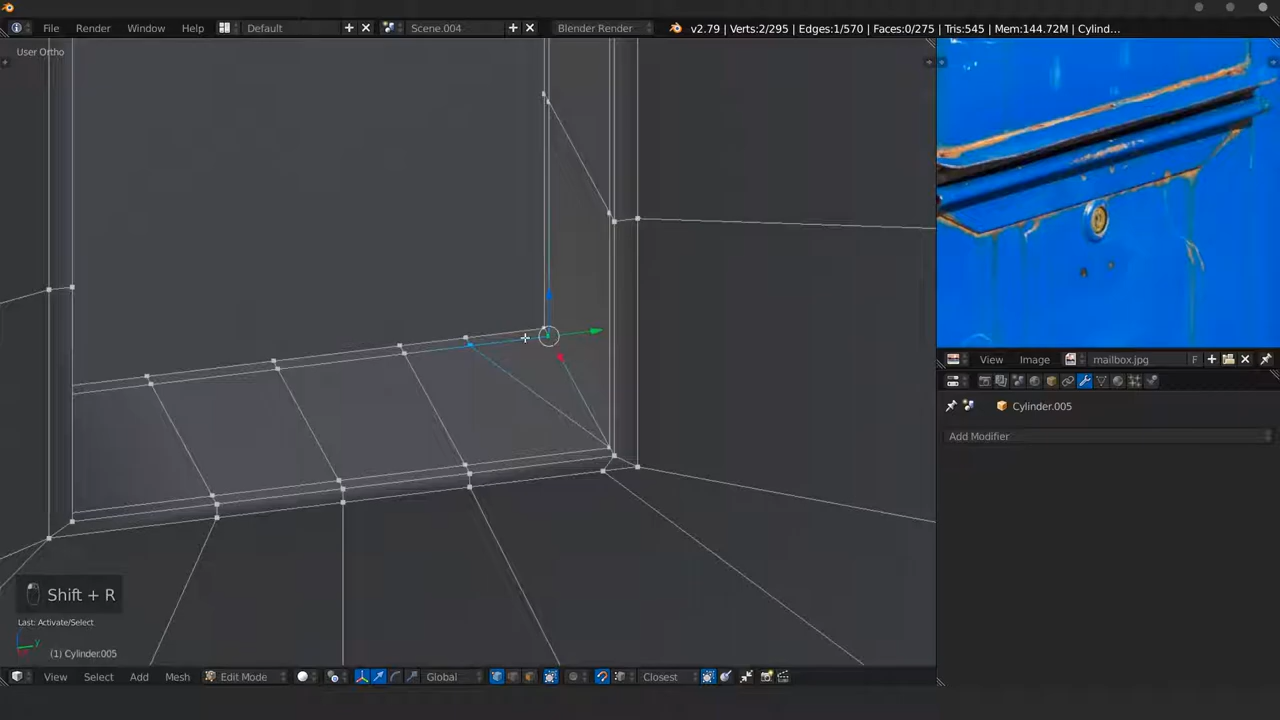 File Render Window Help Default Scene.004 Blender Render v2.79 | Verts:2/295 | Edges:1/570 | Faces:0/275 | Tris:545 | Mem:144.72M | Cylind...
User Ortho
View Image mailbox.jpg F
Cylinder.005
Add Modifier
Shift + R
Last: Activate/Select
y
(1) Cylinder.005
View Select Add Mesh Edit Mode Global Closest